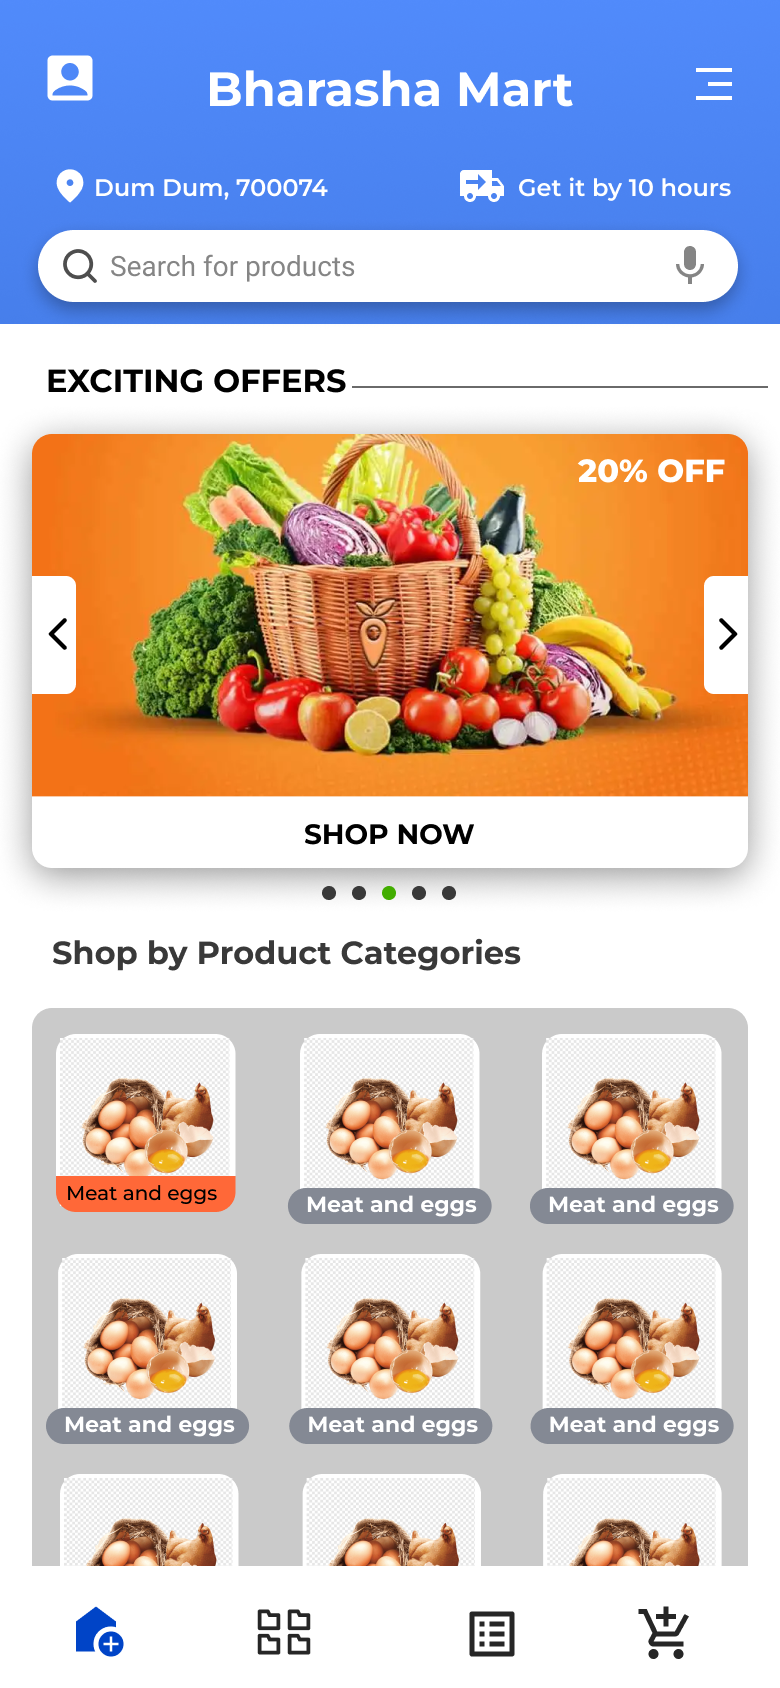 Bharasha Mart
Dum Dum, 700074
Get it by 10 hours
Search for products
EXCITING OFFERS
20% OFF
SHOP NOW
Shop by Product Categories
Meat and eggs
Meat and eggs
Meat and eggs
Meat and eggs
Meat and eggs
Meat and eggs